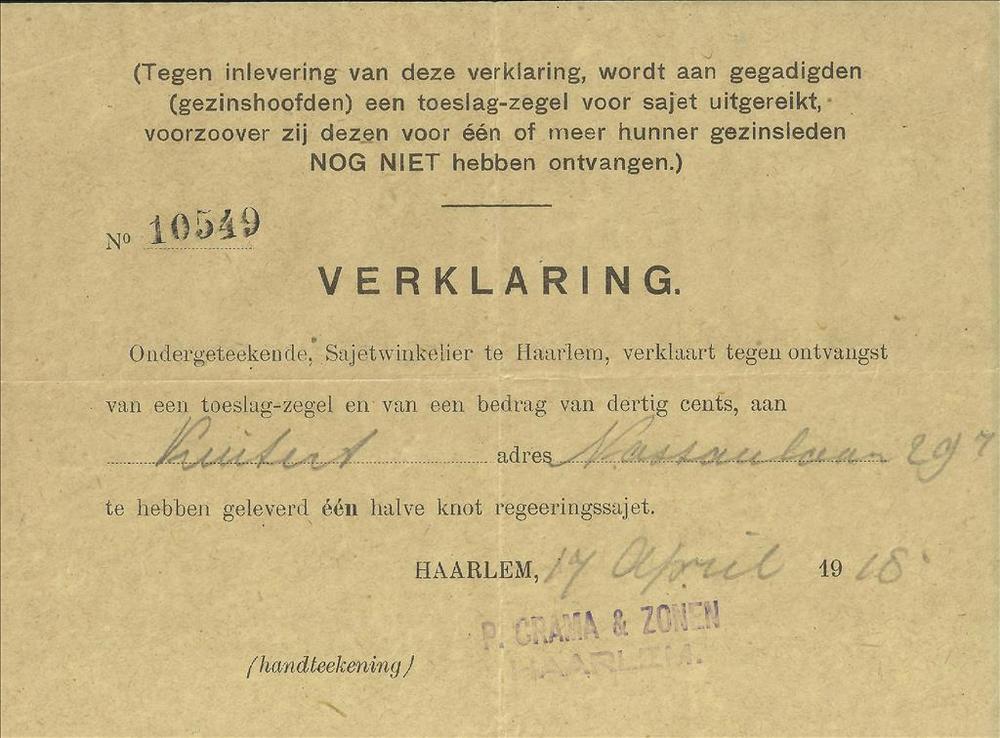 (Tegen inlevering van deze verklaring, wordt aan gegadigden
(gezinshoofden) een toeslag-zegel voor sajet uitgereikt,
voorzoover zij dezen voor één of meer hunner gezinsleden
NOG NIET hebben ontvangen.)
No 10549
VERKLARING.
Ondergeteekende, Sajetwinkelier te Haarlem, verklaart tegen ontvangst
van een toeslag-zegel en van een bedrag van dertig cents, aan
adres Nassaulaan
te hebben geleverd één halve knot regeeringssajet.
HAARLEM, 17 April 1918
P. CRAMA & ZONEN
HAARLEM.
(handteekening)